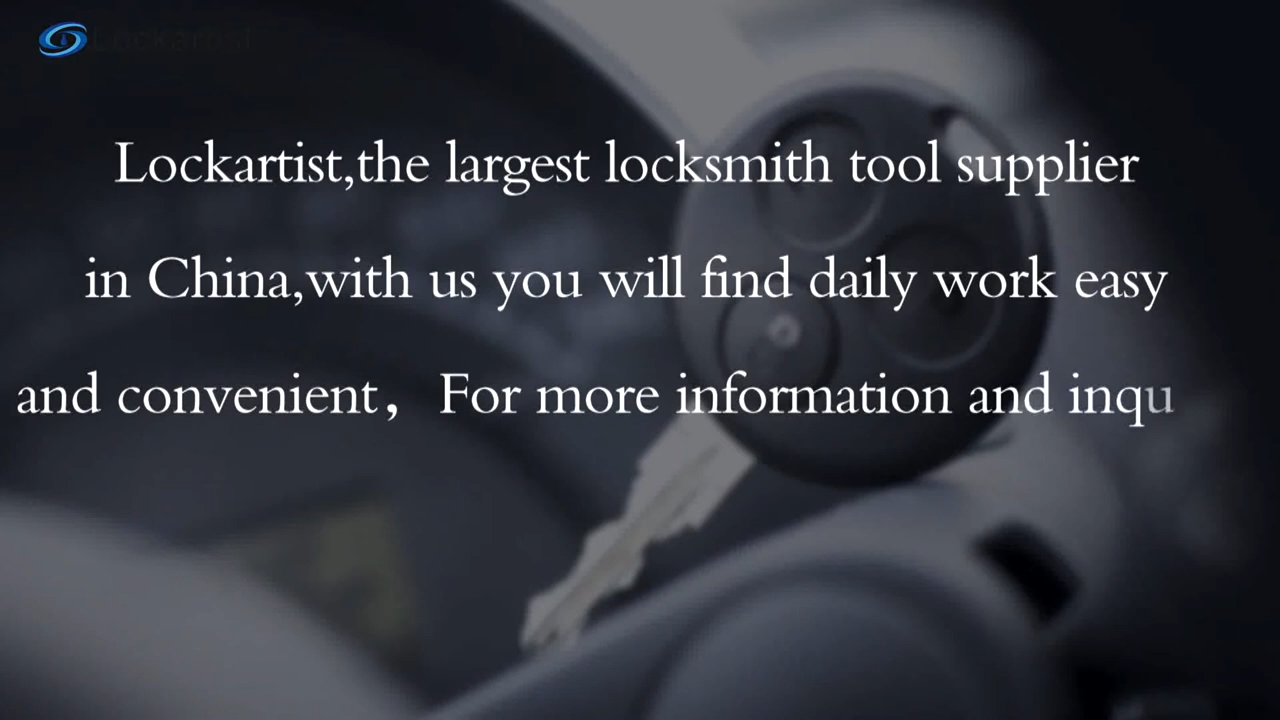 Lockartist
Lockartist,the largest locksmith tool supplier
in China,with us you will find daily work easy
and convenient，For more information and inqu